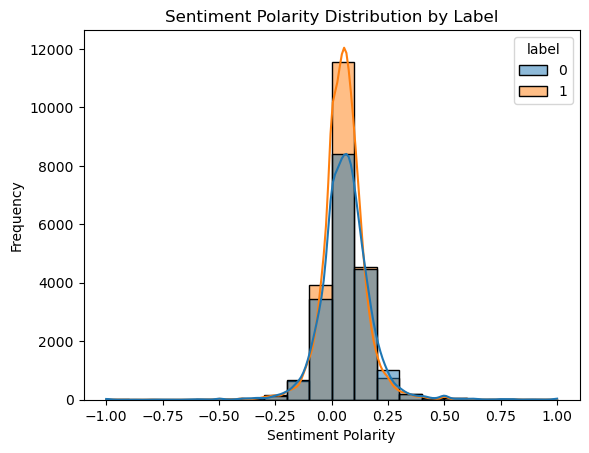 Sentiment Polarity Distribution by Label
label
0
1
Frequency
12000
10000
8000
6000
4000
2000
0
−1.00 −0.75 −0.50 −0.25 0.00 0.25 0.50 0.75 1.00
Sentiment Polarity